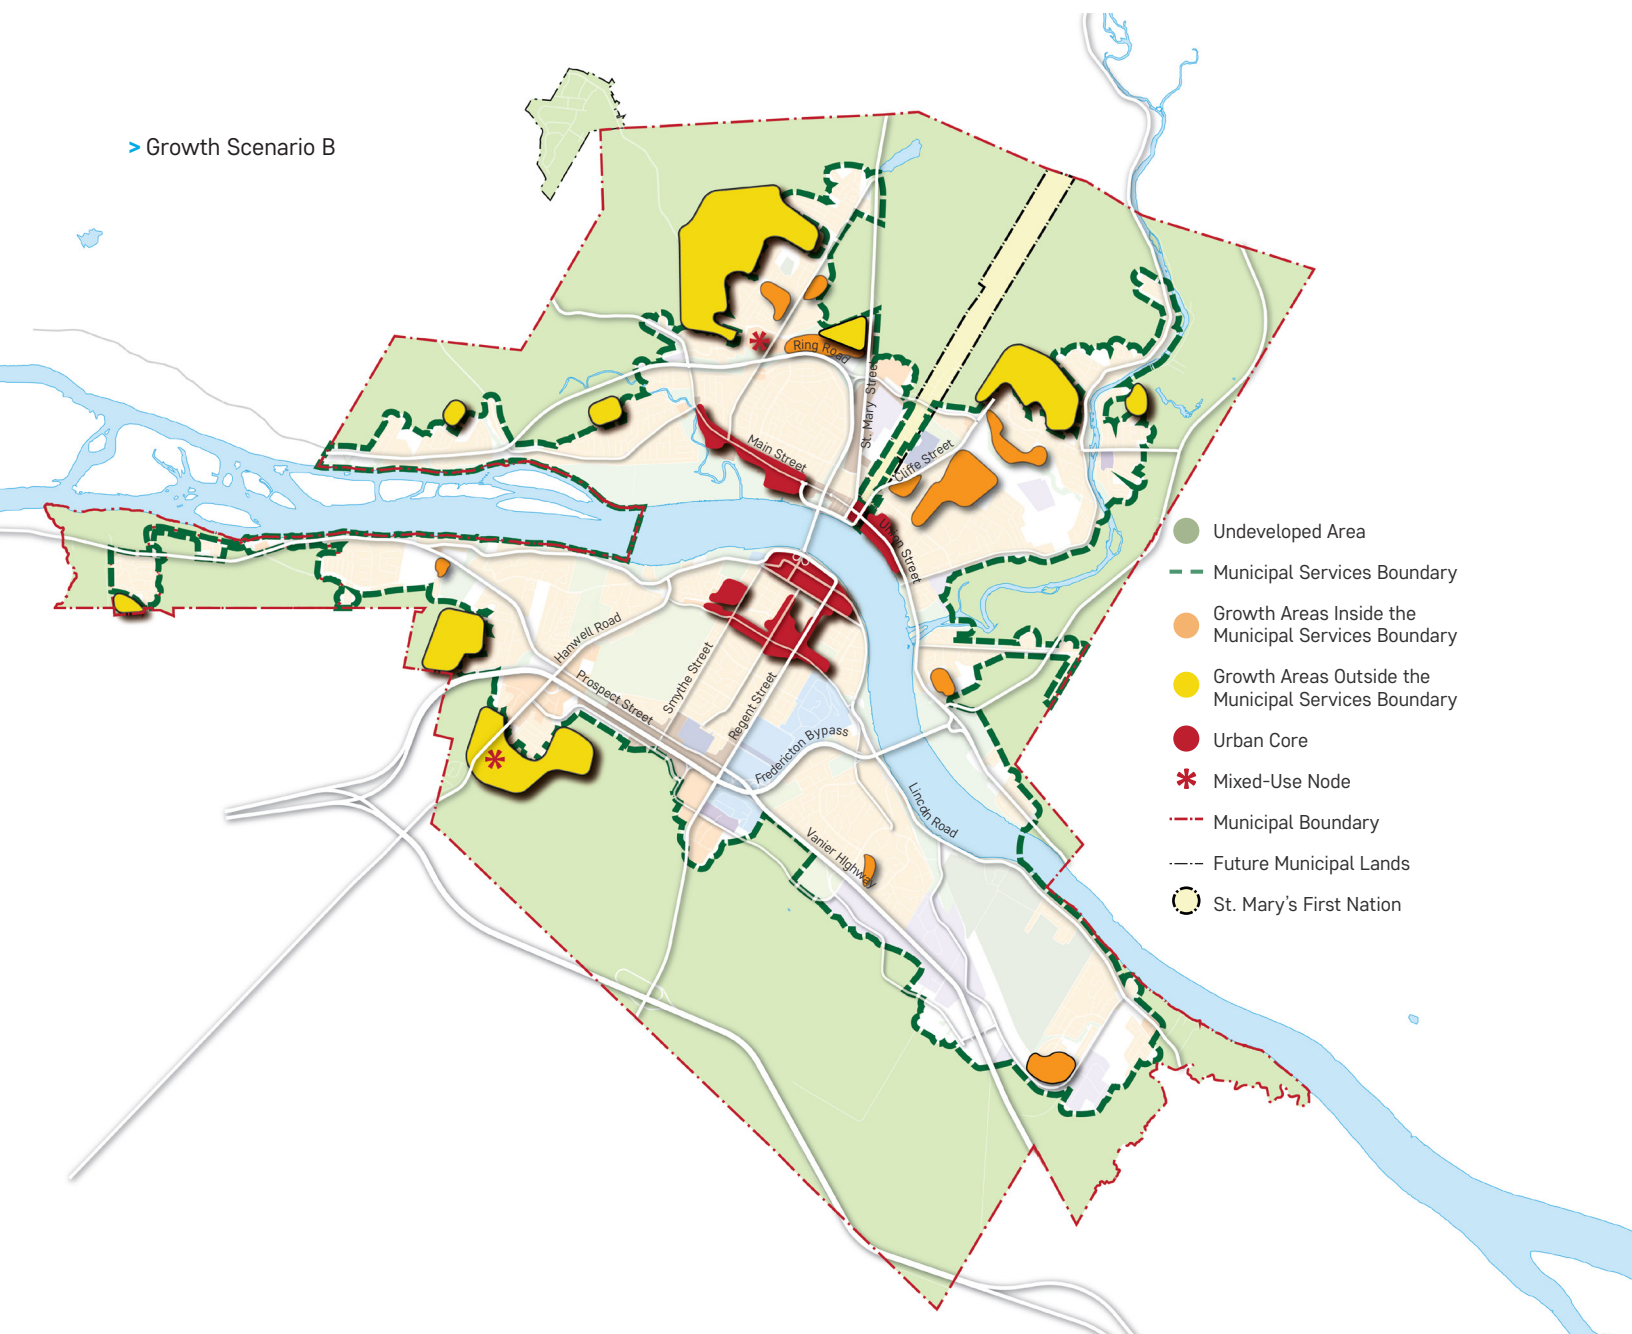 > Growth Scenario B
Ring Road
St. Mary Street
Main Street
Cliffe Street
Union Street
Hanwell Road
Prospect Street
Smythe Street
Regent Street
Fredericton Bypass
Lincoln Road
Vanier HIghway
Undeveloped Area
Municipal Services Boundary
Growth Areas Inside the
Municipal Services Boundary
Growth Areas Outside the
Municipal Services Boundary
Urban Core
Mixed-Use Node
Municipal Boundary
Future Municipal Lands
St. Mary's First Nation